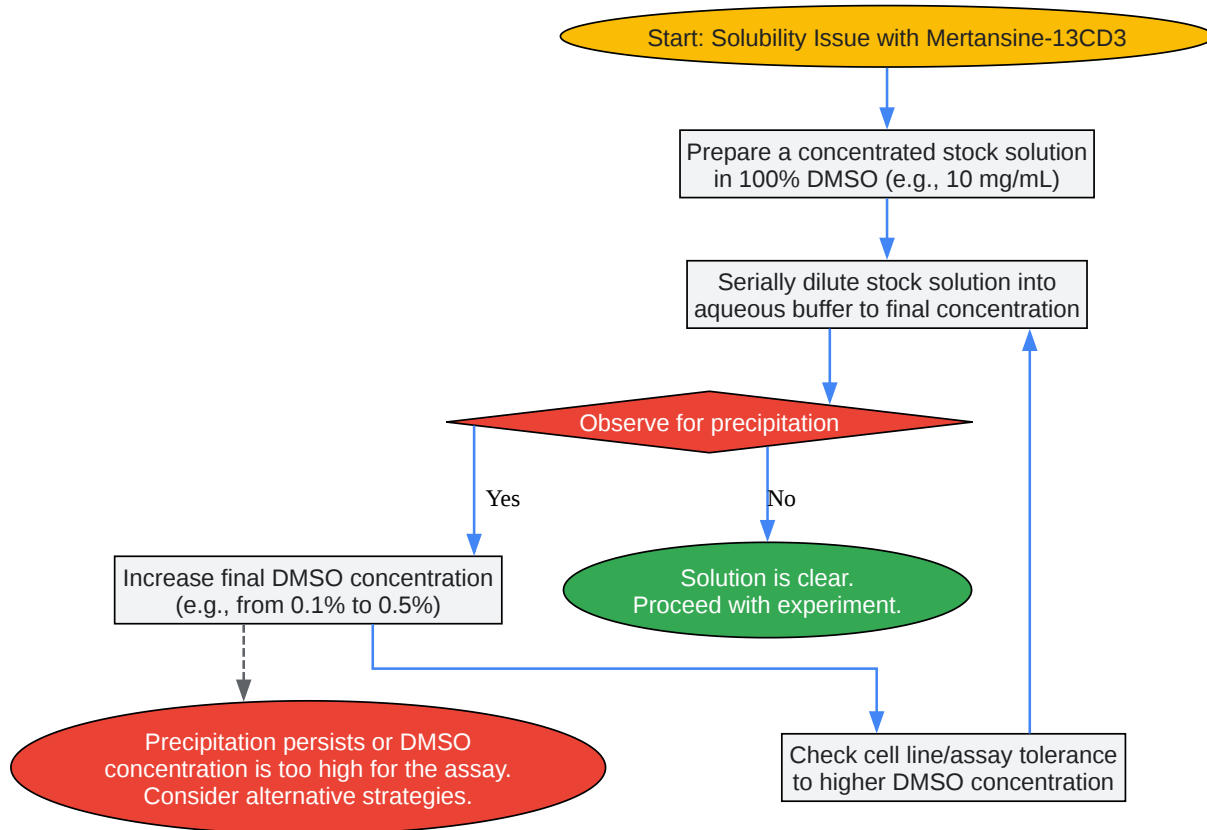 Start: Solubility Issue with Mertansine-13CD3
Prepare a concentrated stock solution
in 100% DMSO (e.g., 10 mg/mL)
Serially dilute stock solution into
aqueous buffer to final concentration
Observe for precipitation
Yes
No
Increase final DMSO concentration
(e.g., from 0.1% to 0.5%)
Solution is clear.
Proceed with experiment.
Precipitation persists or DMSO
concentration is too high for the assay.
Consider alternative strategies.
Check cell line/assay tolerance
to higher DMSO concentration